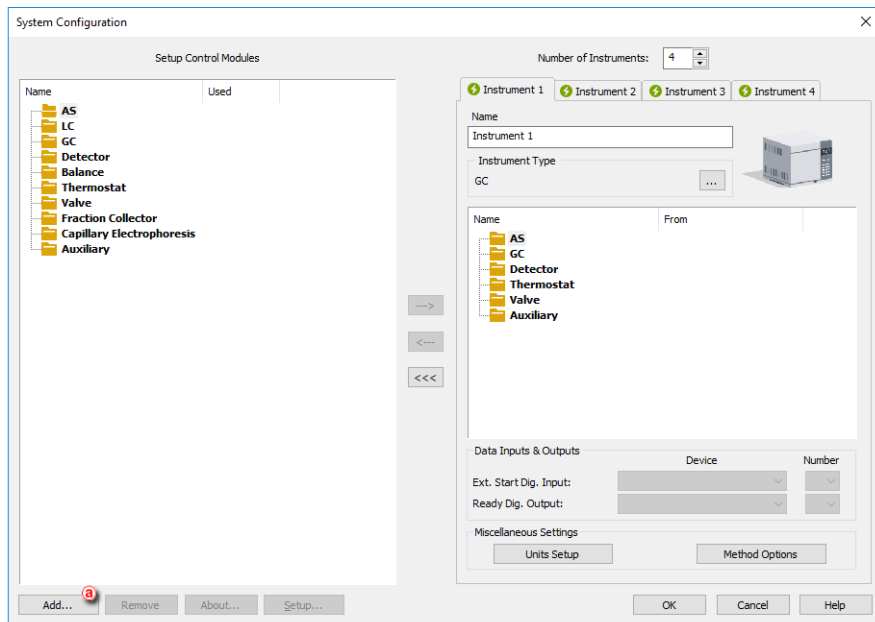 System Configuration
Setup Control Modules
Name Used
AS
LC
GC
Detector
Balance
Thermostat
Valve
Fraction Collector
Capillary Electrophoresis
Auxiliary
--->
<---
<<<
Add... a
Remove
About...
Setup...
Number of Instruments: 4
Instrument 1 Instrument 2 Instrument 3 Instrument 4
Name
Instrument 1
Instrument Type
GC ...
Name From
AS
GC
Detector
Thermostat
Valve
Auxiliary
Data Inputs & Outputs
Device Number
Ext. Start Dig. Input:
Ready Dig. Output:
Miscellaneous Settings
Units Setup Method Options
OK Cancel Help